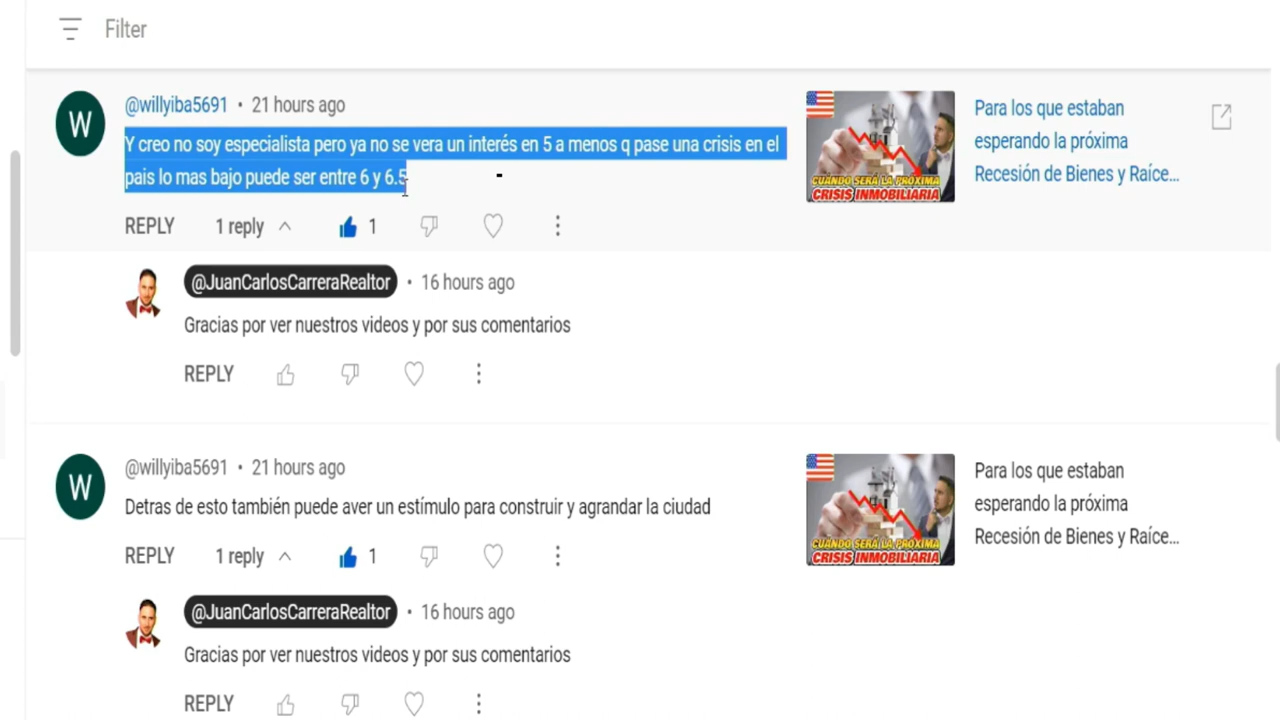 Filter
@willyiba5691 • 21 hours ago
Y creo no soy especialista pero ya no se vera un interés en 5 a menos q pase una crisis en el
pais lo mas bajo puede ser entre 6 y 6.5
REPLY 1 reply 1
CUÁNDO SERÁ LA PRÓXIMA
CRISIS INMOBILIARIA
Para los que estaban
esperando la próxima
Recesión de Bienes y Raíce...
@JuanCarlosCarreraRealtor • 16 hours ago
Gracias por ver nuestros videos y por sus comentarios
REPLY
W
@willyiba5691 • 21 hours ago
Detras de esto también puede aver un estímulo para construir y agrandar la ciudad
REPLY 1 reply 1
CUÁNDO SERÁ LA PRÓXIMA
CRISIS INMOBILIARIA
Para los que estaban
esperando la próxima
Recesión de Bienes y Raíce...
@JuanCarlosCarreraRealtor • 16 hours ago
Gracias por ver nuestros videos y por sus comentarios
REPLY